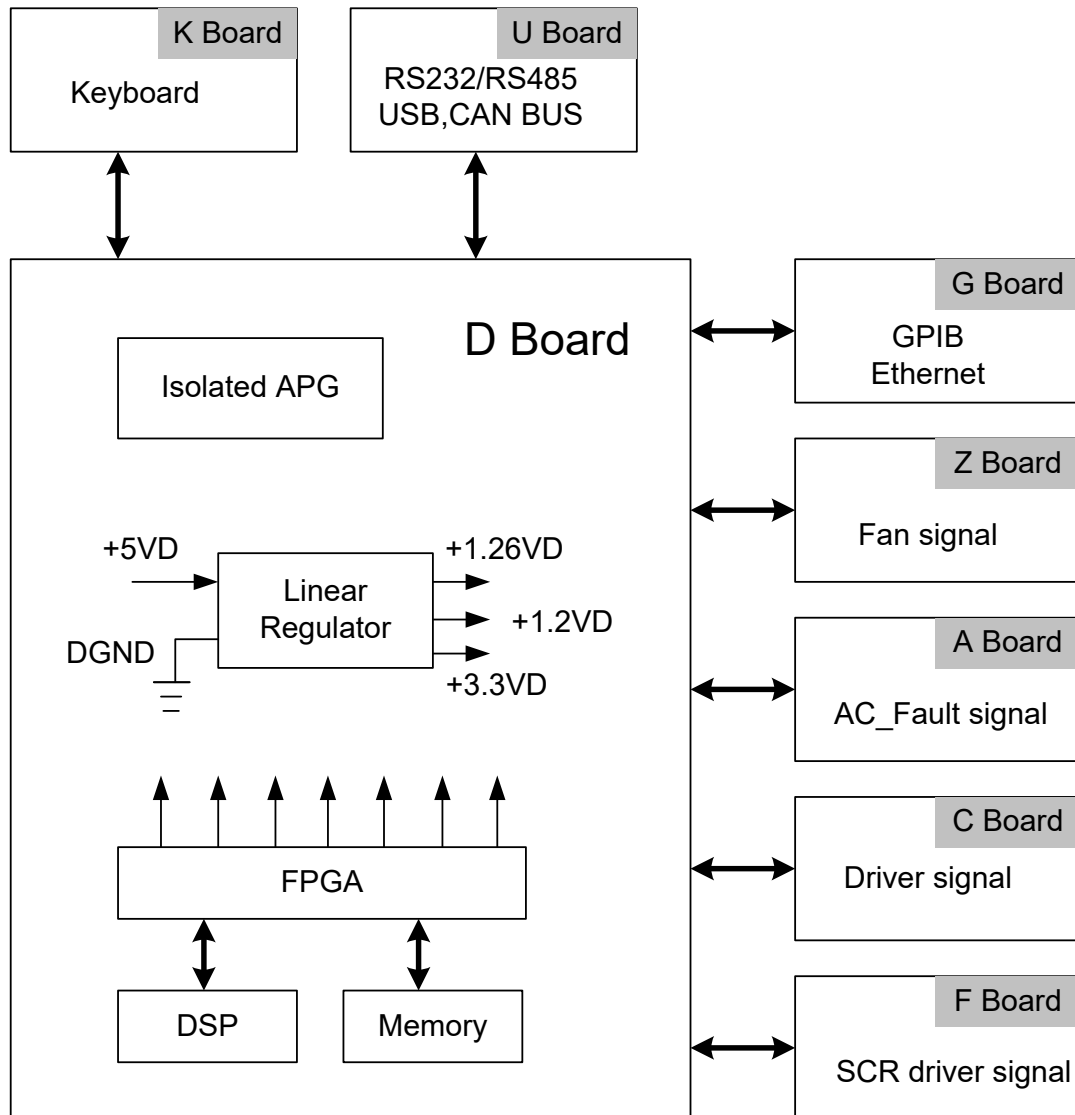 K Board
Keyboard
U Board
RS232/RS485
USB,CAN BUS
D Board
Isolated APG
+5VD
DGND
Linear
Regulator
+1.26VD
+1.2VD
+3.3VD
FPGA
DSP
Memory
G Board
GPIB
Ethernet
Z Board
Fan signal
A Board
AC_Fault signal
C Board
Driver signal
F Board
SCR driver signal